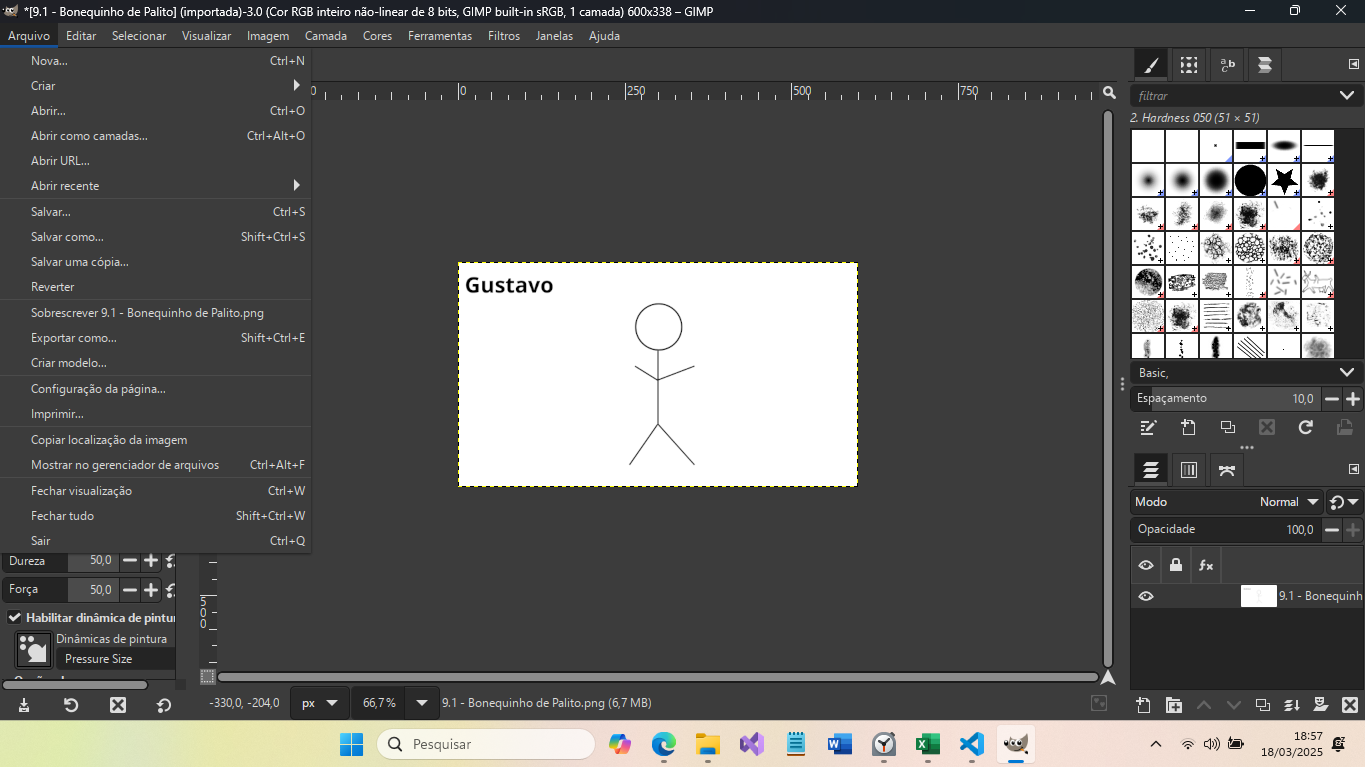 *[9.1 - Bonequinho de Palito] (importada)-3.0 (Cor RGB inteiro não-linear de 8 bits, GIMP built-in sRGB, 1 camada) 600x338 – GIMP
Arquivo Editar Selecionar Visualizar Imagem Camada Cores Ferramentas Filtros Janelas Ajuda
Nova... Ctrl+N
Criar
Abrir... Ctrl+O
Abrir como camadas... Ctrl+Alt+O
Abrir URL...
Abrir recente
Salvar... Ctrl+S
Salvar como... Shift+Ctrl+S
Salvar uma cópia...
Reverter
Sobrescrever 9.1 - Bonequinho de Palito.png
Exportar como... Shift+Ctrl+E
Criar modelo...
Configuração da página...
Imprimir...
Copiar localização da imagem
Mostrar no gerenciador de arquivos Ctrl+Alt+F
Fechar visualização Ctrl+W
Fechar tudo Shift+Ctrl+W
Sair Ctrl+Q
Dureza 50,0
Força 50,0
Habilitar dinâmica de pintu
Dinâmicas de pintura
Pressure Size
0 0 250 500 750
500
Gustavo
-330,0, -204,0 px 66,7% 9.1 - Bonequinho de Palito.png (6,7 MB)
filtrar
2. Hardness 050 (51 × 51)
Basic,
Espaçamento 10,0
Modo Normal
Opacidade 100,0
fx
9.1 - Bonequinh
Pesquisar
18:57
18/03/2025